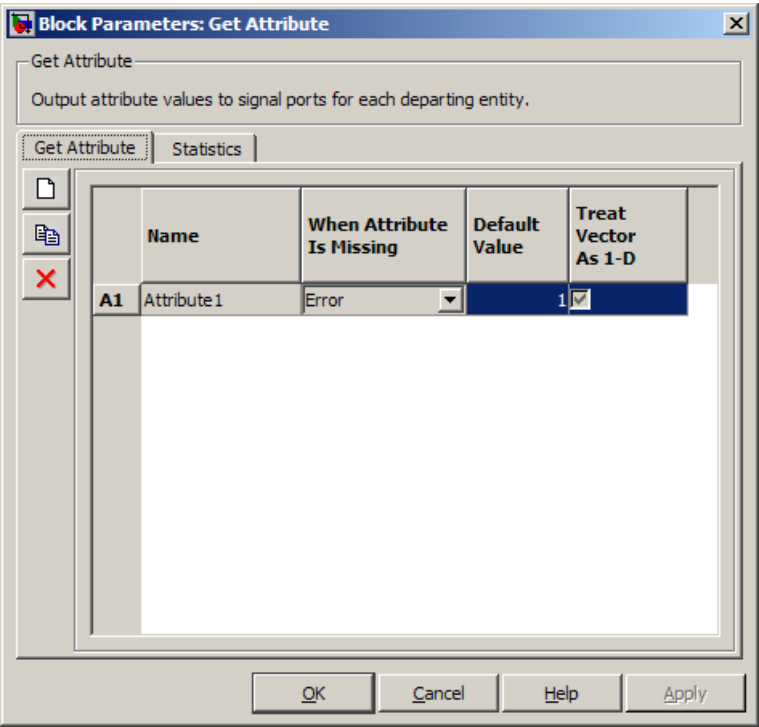 Block Parameters: Get Attribute
Get Attribute
Output attribute values to signal ports for each departing entity.
Get Attribute
Statistics
Name
When Attribute
Is Missing
Default
Value
Treat
Vector
As 1-D
A1 Attribute1 Error 1
OK Cancel Help Apply